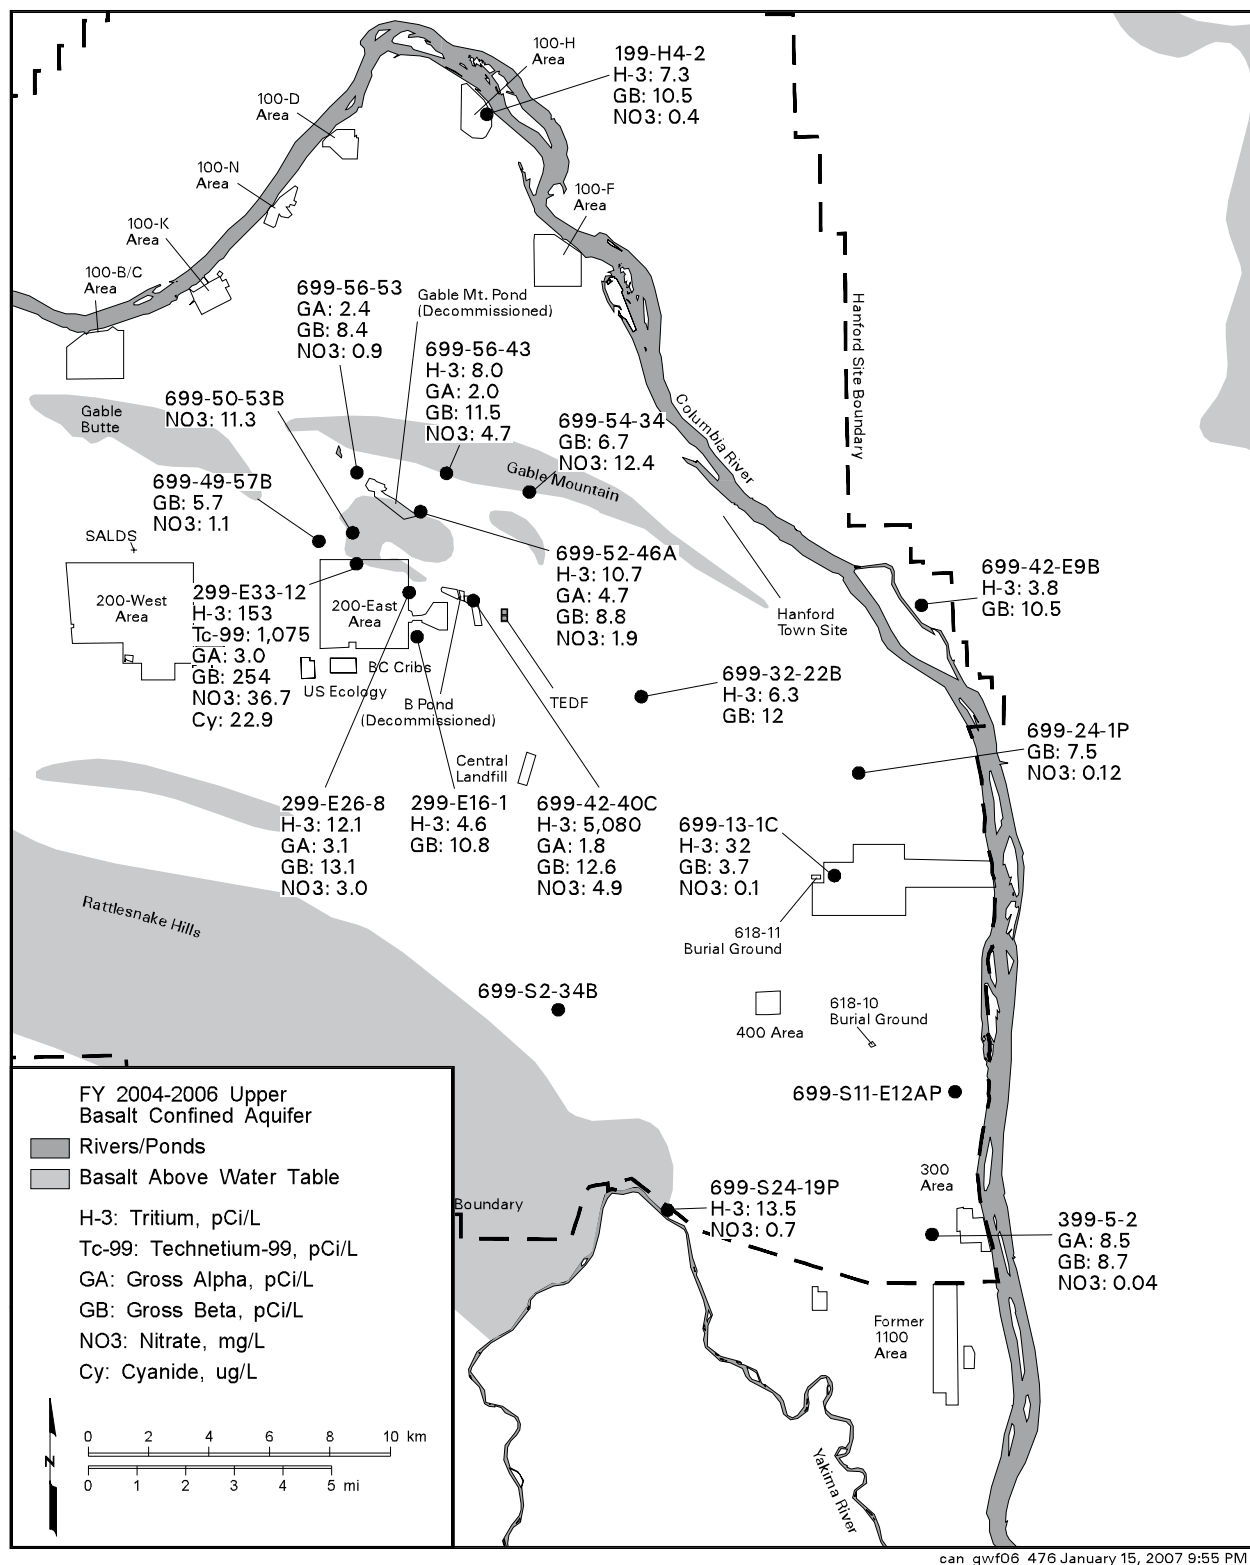 100-H
Area
199-H4-2
H-3: 7.3
GB: 10.5
NO3: 0.4
100-D
Area
100-N
Area
100-F
Area
100-K
Area
100-B/C
Area
699-56-53
GA: 2.4
GB: 8.4
NO3: 0.9
Gable Mt. Pond
(Decommissioned)
Hanford Site Boundary
699-56-43
H-3: 8.0
GA: 2.0
GB: 11.5
NO3: 4.7
699-50-53B
NO3: 11.3
Gable
Butte
Columbia River
699-54-34
GB: 6.7
NO3: 12.4
Gable Mountain
699-49-57B
GB: 5.7
NO3: 1.1
SALDS
699-52-46A
H-3: 10.7
GA: 4.7
GB: 8.8
NO3: 1.9
699-42-E9B
H-3: 3.8
GB: 10.5
200-West
Area
299-E33-12
H-3: 153
Tc-99: 1,075
GA: 3.0
GB: 254
NO3: 36.7
Cy: 22.9
200-East
Area
Hanford
Town Site
BC Cribs
US Ecology
B Pond
(Decommissioned)
TEDF
699-32-22B
H-3: 6.3
GB: 12
699-24-1P
GB: 7.5
NO3: 0.12
Central
Landfill
299-E26-8
H-3: 12.1
GA: 3.1
GB: 13.1
NO3: 3.0
299-E16-1
H-3: 4.6
GB: 10.8
699-42-40C
H-3: 5,080
GA: 1.8
GB: 12.6
NO3: 4.9
699-13-1C
H-3: 32
GB: 3.7
NO3: 0.1
Rattlesnake Hills
618-11
Burial Ground
699-S2-34B
400 Area
618-10
Burial Ground
699-S11-E12AP
300
Area
Boundary
699-S24-19P
H-3: 13.5
NO3: 0.7
399-5-2
GA: 8.5
GB: 8.7
NO3: 0.04
Former
1100
Area
Yakima River
FY 2004-2006 Upper
Basalt Confined Aquifer
Rivers/Ponds
Basalt Above Water Table
H-3: Tritium, pCi/L
Tc-99: Technetium-99, pCi/L
GA: Gross Alpha, pCi/L
GB: Gross Beta, pCi/L
NO3: Nitrate, mg/L
Cy: Cyanide, ug/L
N
0 2 4 6 8 10 km
0 1 2 3 4 5 mi
can_gwf06_476 January 15, 2007 9:55 PM